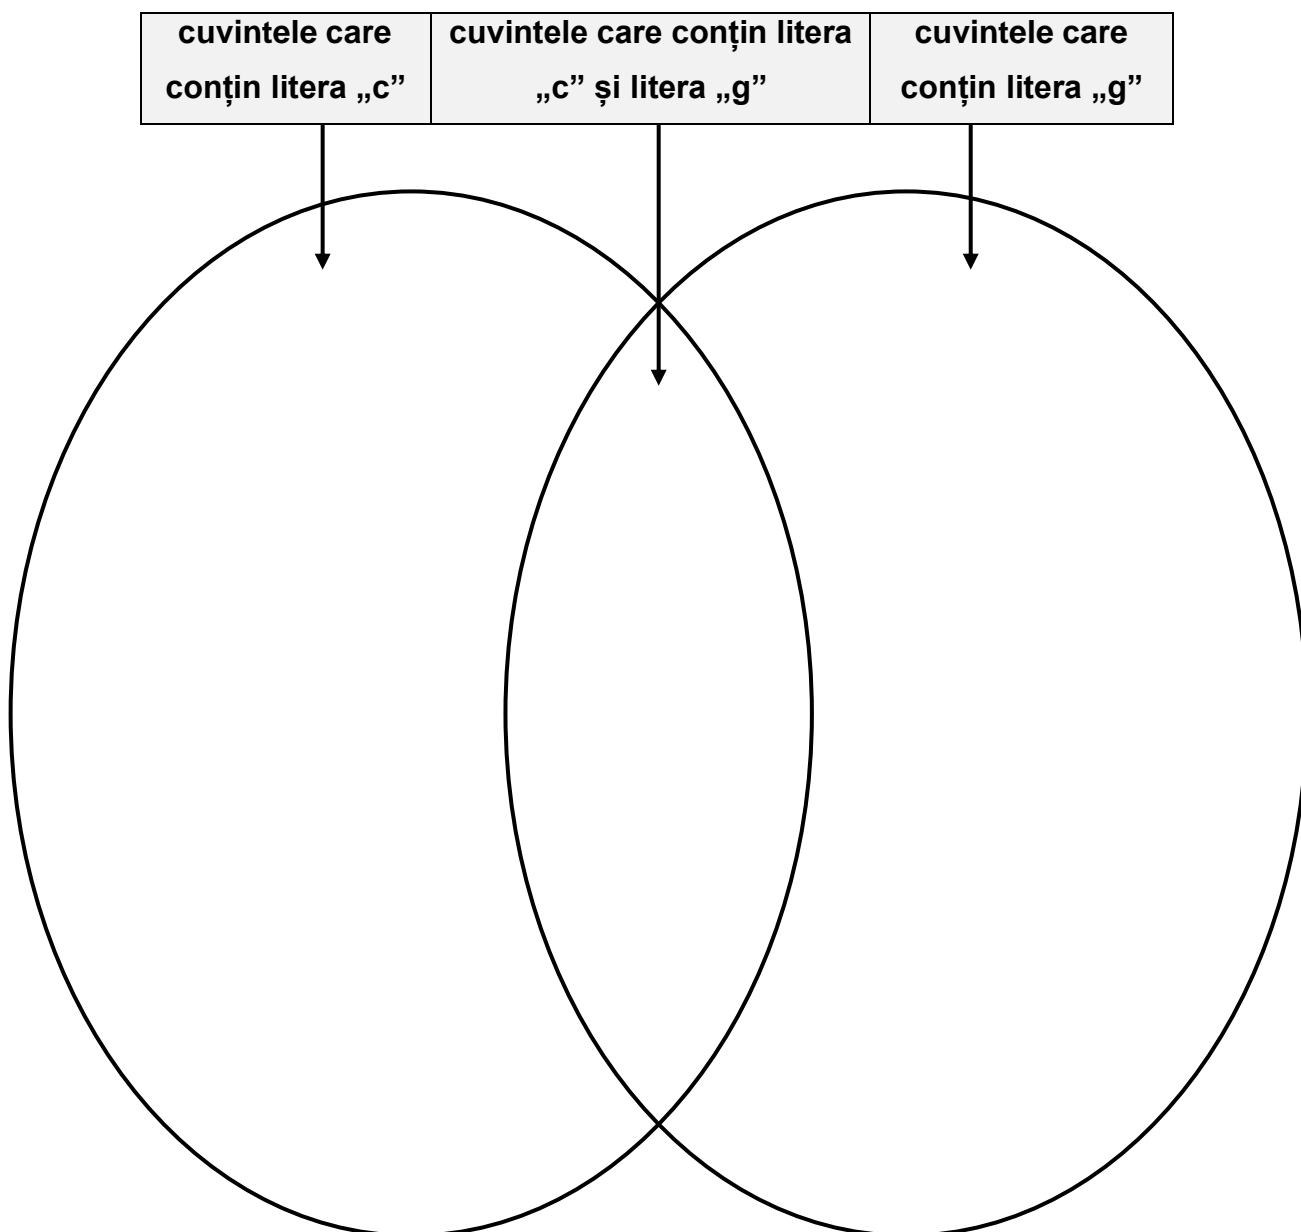 cuvintele care
conțin litera „c”
cuvintele care conțin litera
„c” și litera „g”
cuvintele care
conțin litera „g”